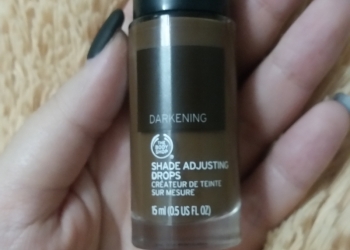 DARKENING
THE
BODY
SHOP
SHADE ADJUSTING
DROPS
CRÉATEUR DE TEINTE
SUR MESURE
15 ml (0.5 US FL OZ)